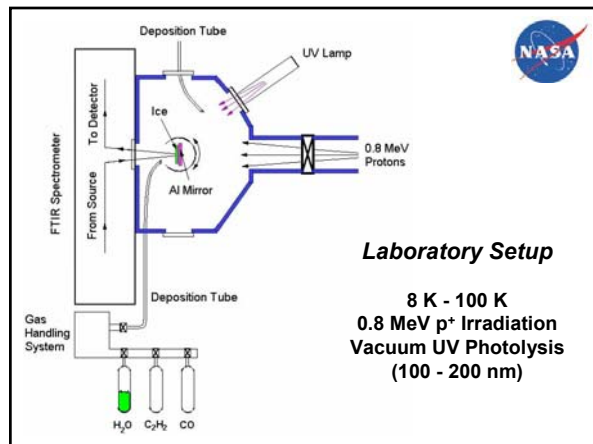 Deposition Tube
UV Lamp
NASA
Ice
To Detector
From Source
FTIR Spectrometer
Al Mirror
0.8 MeV
Protons
Deposition Tube
Gas
Handling
System
H₂O
C₂H₂
CO
Laboratory Setup
8 K - 100 K
0.8 MeV p⁺ Irradiation
Vacuum UV Photolysis
(100 - 200 nm)